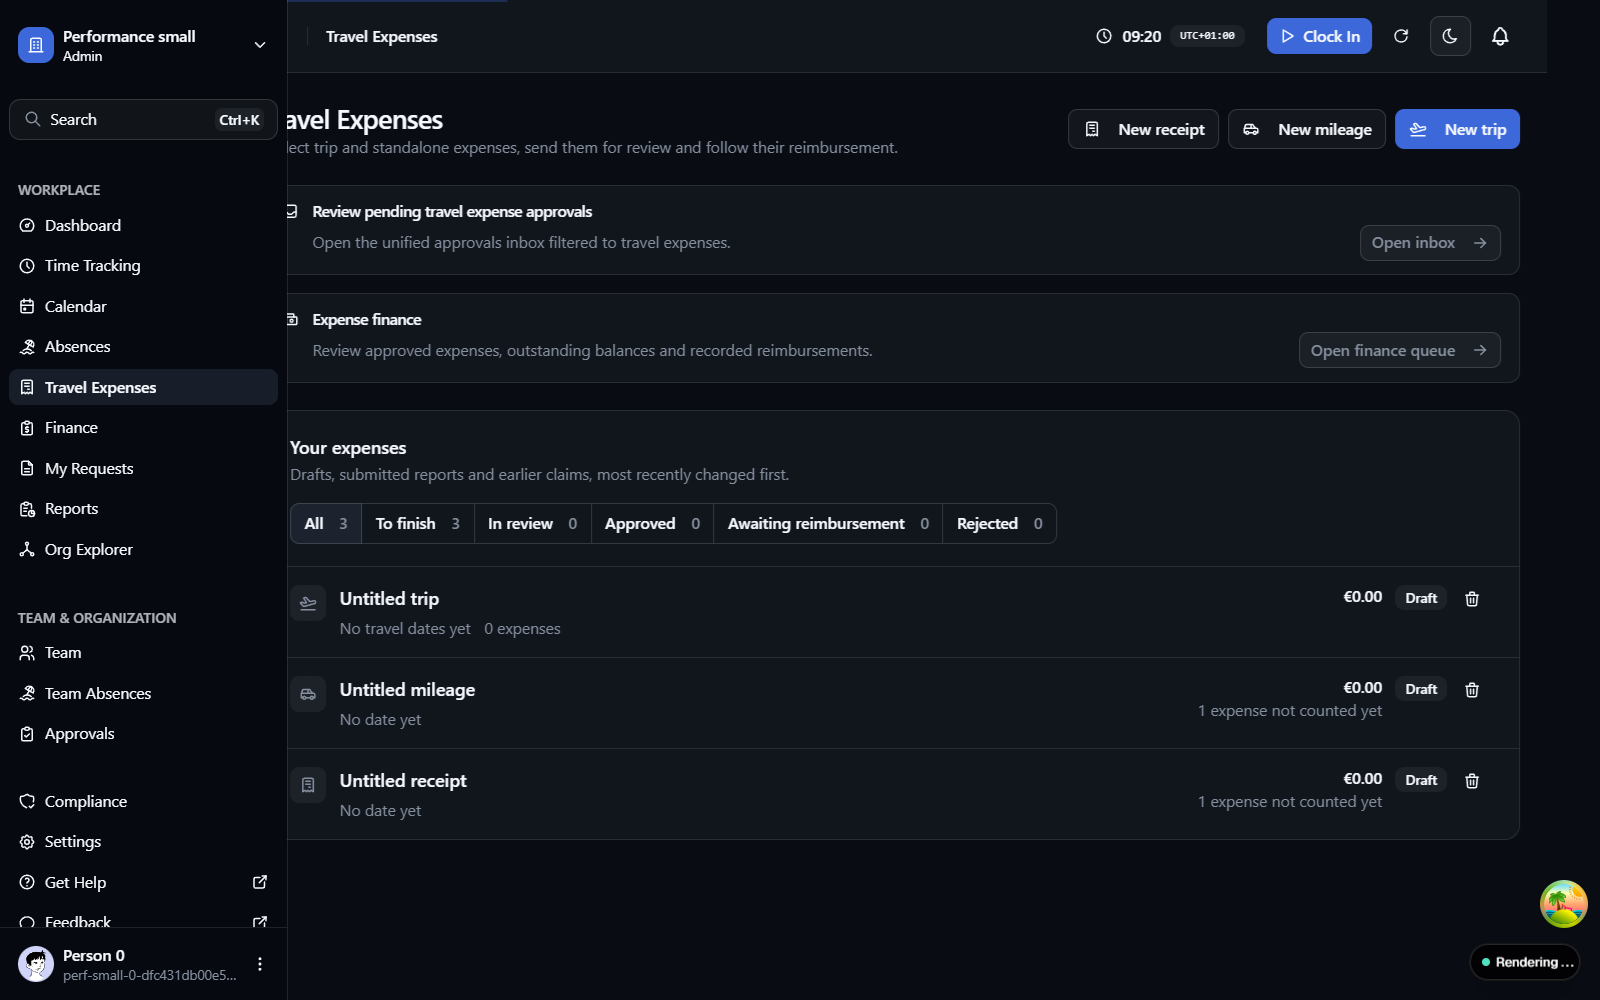 Performance small
Admin
Search Ctrl+K
WORKPLACE
Dashboard
Time Tracking
Calendar
Absences
Travel Expenses
Finance
My Requests
Reports
Org Explorer
TEAM & ORGANIZATION
Team
Team Absences
Approvals
Compliance
Settings
Get Help
Feedback
Person 0
perf-small-0-dfc431db00e5...
Travel Expenses
09:20 UTC+01:00 Clock In
avel Expenses
lect trip and standalone expenses, send them for review and follow their reimbursement.
New receipt New mileage New trip
Review pending travel expense approvals
Open the unified approvals inbox filtered to travel expenses.
Open inbox
Expense finance
Review approved expenses, outstanding balances and recorded reimbursements.
Open finance queue
Your expenses
Drafts, submitted reports and earlier claims, most recently changed first.
All 3 To finish 3 In review 0 Approved 0 Awaiting reimbursement 0 Rejected 0
Untitled trip €0.00 Draft
No travel dates yet 0 expenses
Untitled mileage €0.00 Draft
No date yet 1 expense not counted yet
Untitled receipt €0.00 Draft
No date yet 1 expense not counted yet
Rendering ...